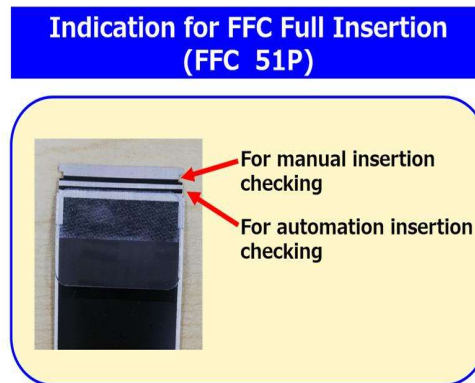 Indication for FFC Full Insertion
(FFC 51P)
For manual insertion
checking
For automation insertion
checking